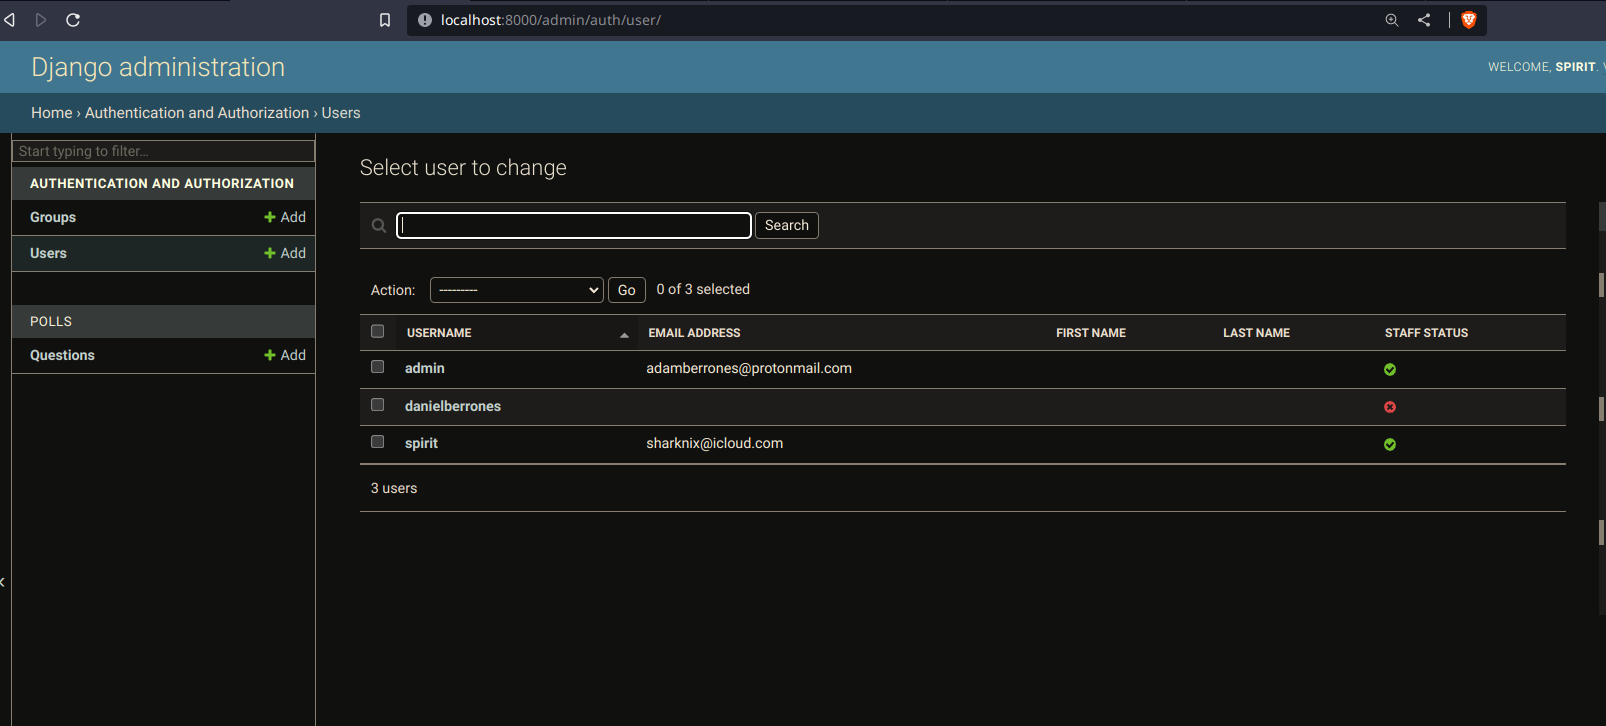 localhost:8000/admin/auth/user/
Django administration
WELCOME, SPIRIT.
Home › Authentication and Authorization › Users
Start typing to filter...
AUTHENTICATION AND AUTHORIZATION
Groups + Add
Users + Add
POLLS
Questions + Add
Select user to change
Search
Action: --------- Go 0 of 3 selected
USERNAME EMAIL ADDRESS FIRST NAME LAST NAME STAFF STATUS
admin adamberrones@protonmail.com
danielberrones
spirit sharknix@icloud.com
3 users